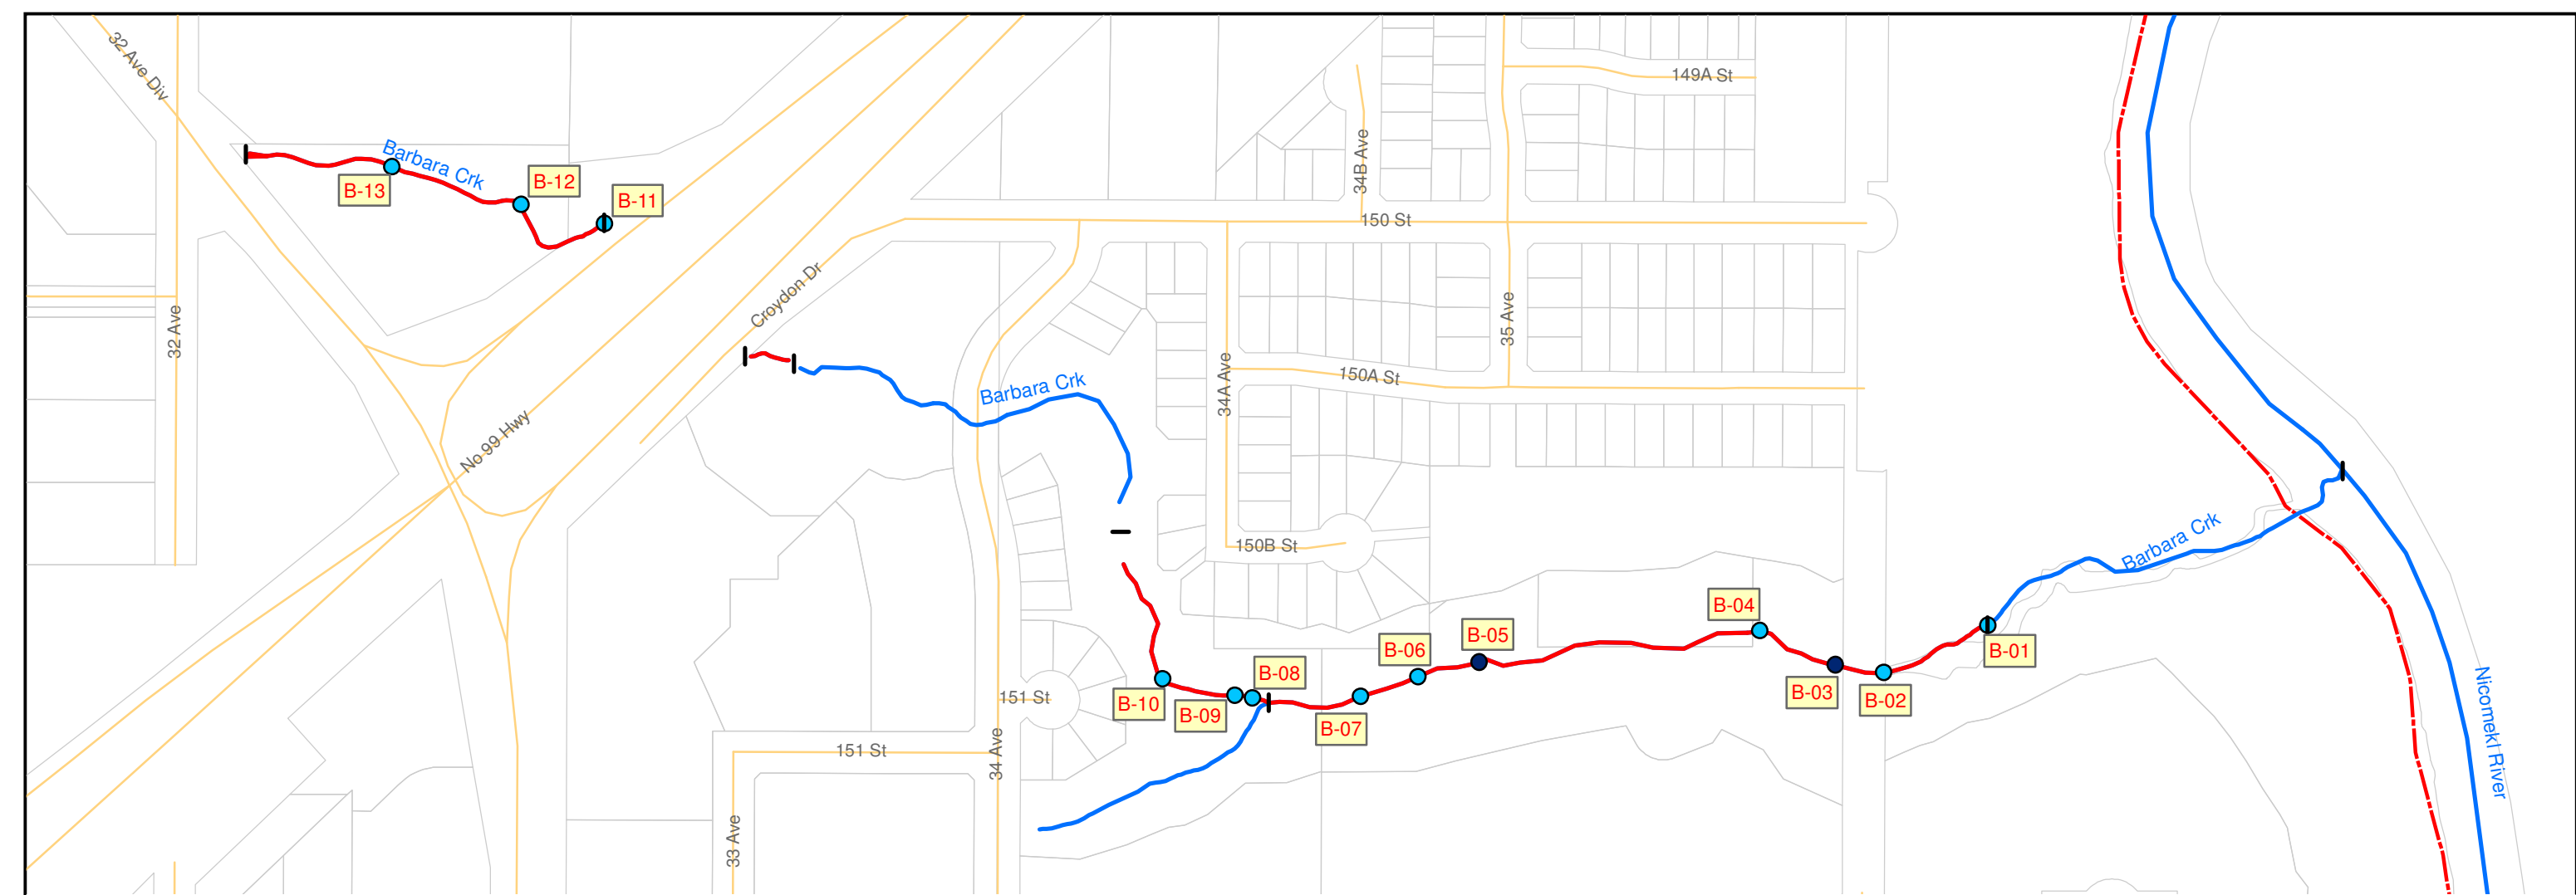 32 Ave Div
149A St
Barbara Crk
B-13
B-12
B-11
34B Ave
150 St
Croydon Dr
32 Ave
35 Ave
34A Ave
150A St
Barbara Crk
No 99 Hwy
150B St
Barbara Crk
B-04
B-05
B-06
B-01
B-08
B-10
B-09
B-07
B-03
B-02
151 St
151 St
34 Ave
33 Ave
Nicomekl River